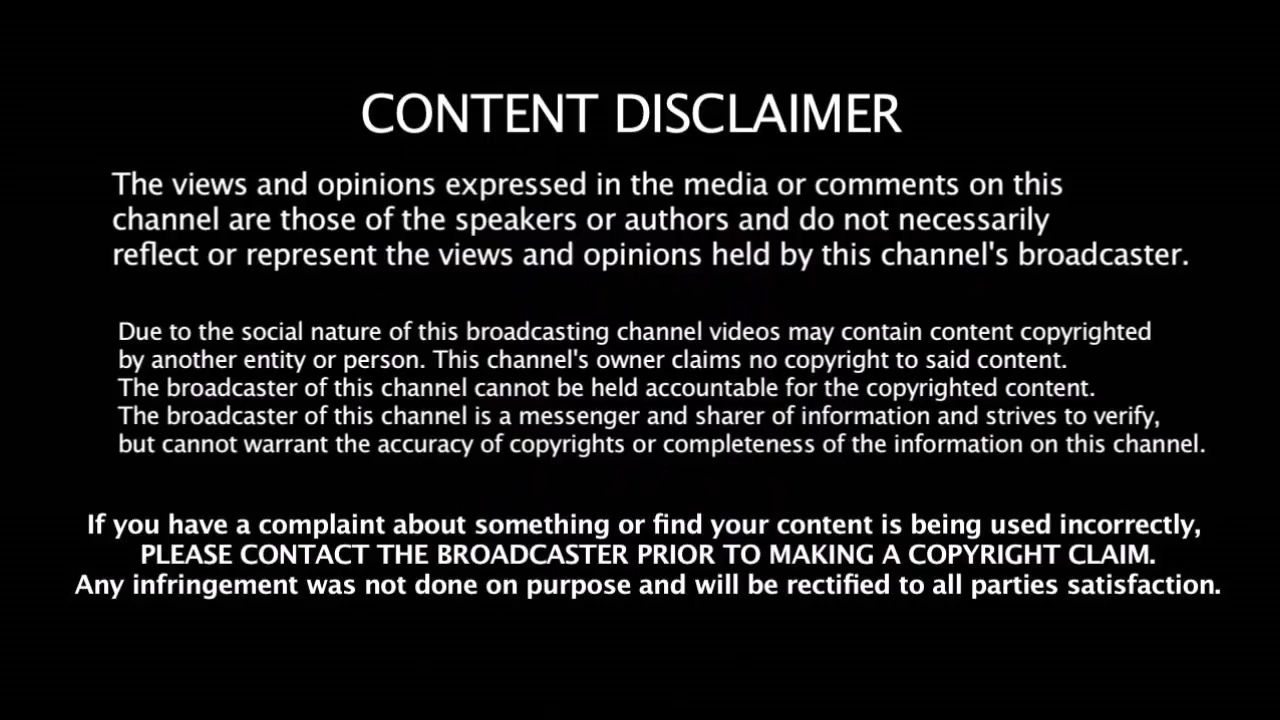 CONTENT DISCLAIMER
The views and opinions expressed in the media or comments on this
channel are those of the speakers or authors and do not necessarily
reflect or represent the views and opinions held by this channel's broadcaster.
Due to the social nature of this broadcasting channel videos may contain content copyrighted
by another entity or person. This channel's owner claims no copyright to said content.
The broadcaster of this channel cannot be held accountable for the copyrighted content.
The broadcaster of this channel is a messenger and sharer of information and strives to verify,
but cannot warrant the accuracy of copyrights or completeness of the information on this channel.
If you have a complaint about something or find your content is being used incorrectly,
PLEASE CONTACT THE BROADCASTER PRIOR TO MAKING A COPYRIGHT CLAIM.
Any infringement was not done on purpose and will be rectified to all parties satisfaction.